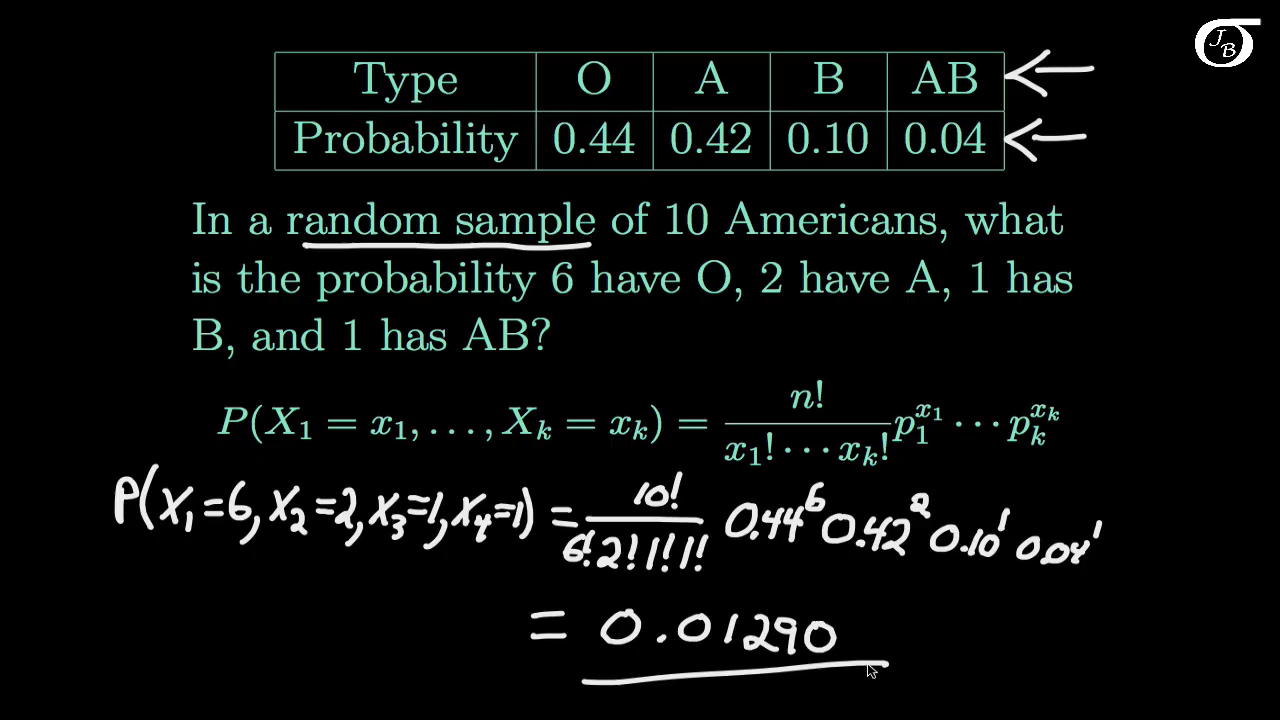 JB
Type O A B AB
Probability 0.44 0.42 0.10 0.04
In a random sample of 10 Americans, what
is the probability 6 have O, 2 have A, 1 has
B, and 1 has AB?
P(X₁ = x₁, . . . , Xₖ = xₖ) = n! / x₁! · · · xₖ! p₁^x₁ · · · pₖ^xₖ
P(X₁=6, X₂=2, X₃=1, X₄=1) = 10! / 6! 2! 1! 1! 0.44⁶ 0.42² 0.10¹ 0.04¹
= 0.01290